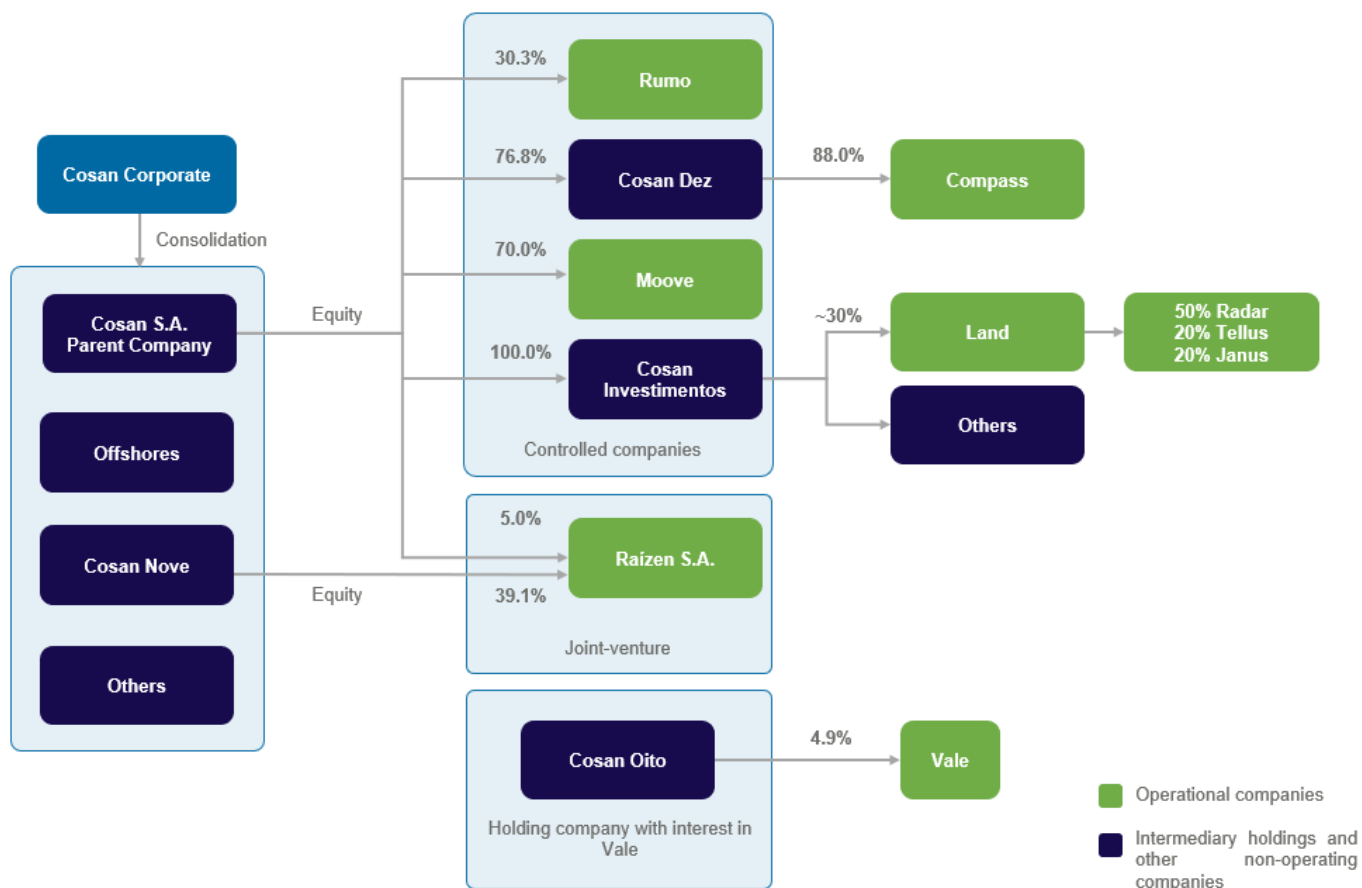 Cosan Corporate
Consolidation
Cosan S.A.
Parent Company
Offshores
Cosan Nove
Others
Equity
Equity
30.3%
Rumo
76.8%
Cosan Dez
88.0%
Compass
70.0%
Moove
100.0%
Cosan
Investimentos
Controlled companies
~30%
Land
50% Radar
20% Tellus
20% Janus
Others
5.0%
Raízen S.A.
39.1%
Joint-venture
Cosan Oito
4.9%
Vale
Holding company with interest in
Vale
Operational companies
Intermediary holdings and
other non-operating
companies